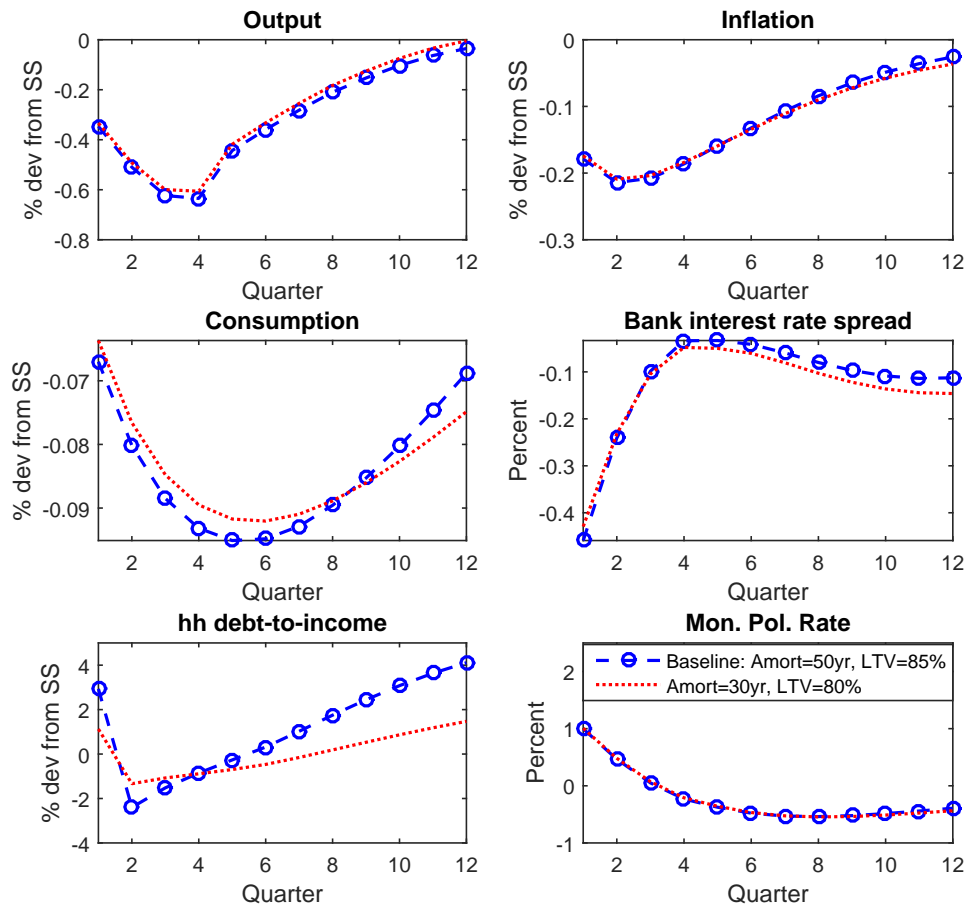 Output
% dev from SS
0
-0.2
-0.4
-0.6
-0.8
2 4 6 8 10 12
Quarter
Inflation
% dev from SS
0
-0.1
-0.2
-0.3
2 4 6 8 10 12
Quarter
Consumption
% dev from SS
-0.07
-0.08
-0.09
2 4 6 8 10 12
Quarter
Bank interest rate spread
Percent
-0.1
-0.2
-0.3
-0.4
2 4 6 8 10 12
Quarter
hh debt-to-income
% dev from SS
4
2
0
-2
-4
2 4 6 8 10 12
Quarter
Mon. Pol. Rate
Percent
2
1
0
-1
Baseline: Amort=50yr, LTV=85%
Amort=30yr, LTV=80%
2 4 6 8 10 12
Quarter